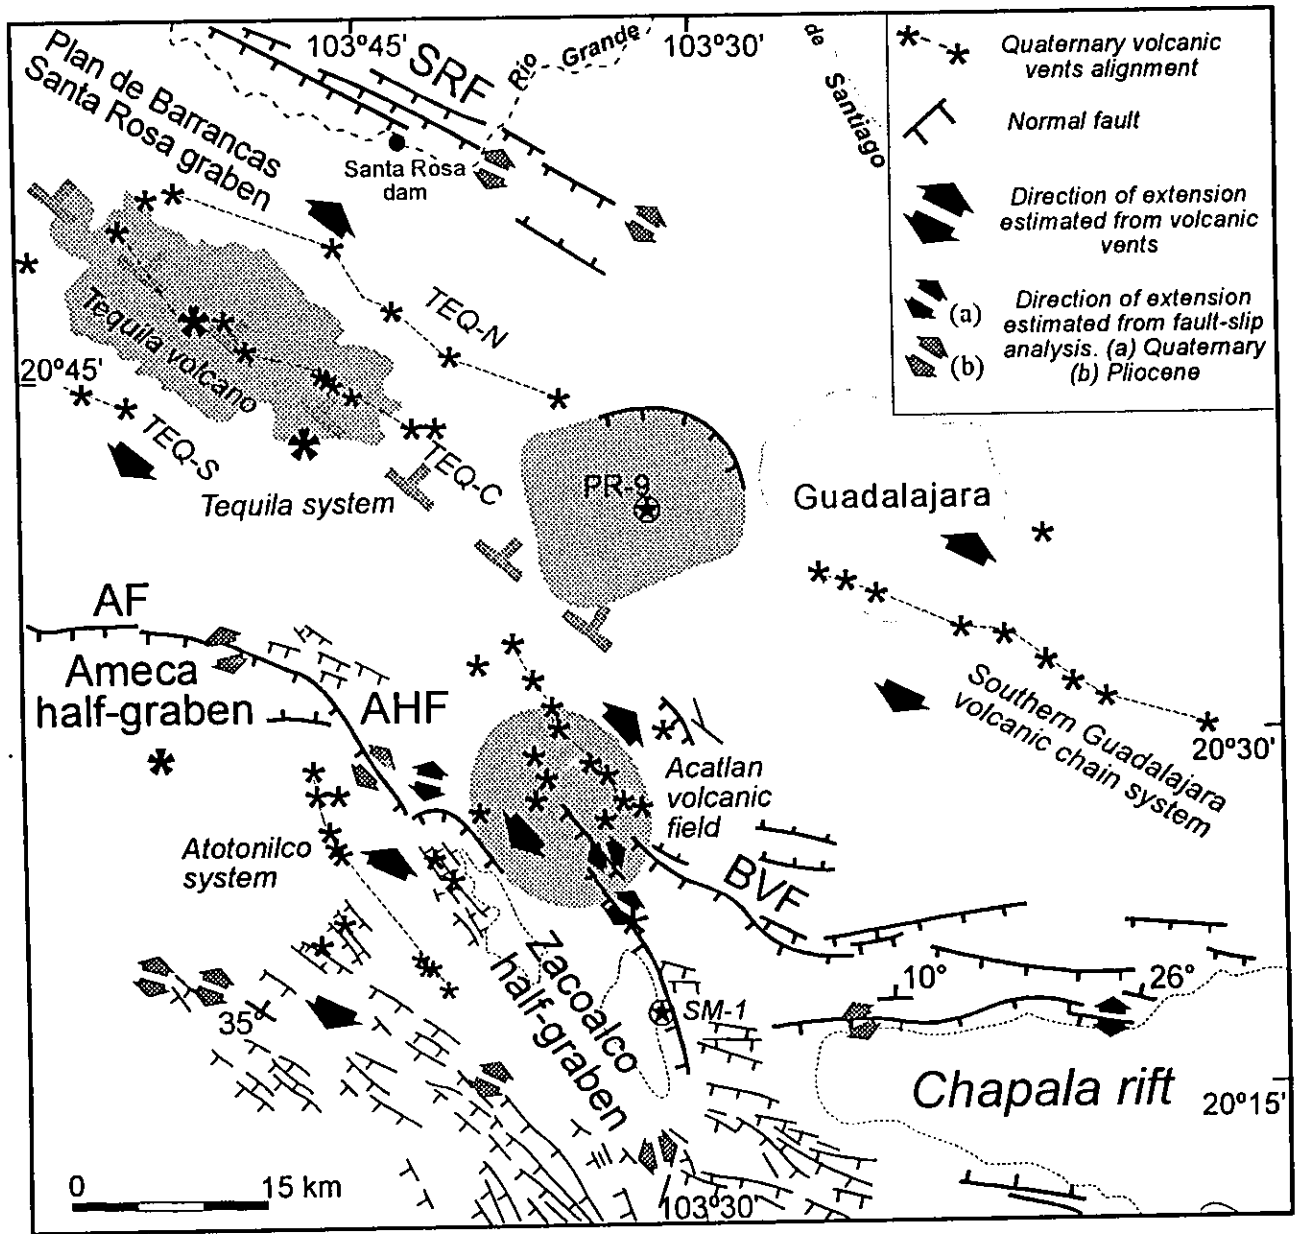 103º45'
103º30'
Plan de Barrancas
Santa Rosa graben
SRF
Rio
Grande
de
Santiago
Santa Rosa
dam
Quaternary volcanic
vents alignment
Normal fault
Direction of extension
estimated from volcanic
vents
(a)
(b)
Direction of extension
estimated from fault-slip
analysis. (a) Quaternary
(b) Pliocene
TEQ-N
Tequila volcano
20º45'
TEQ-S
TEQ-C
Tequila system
PR-9
Guadalajara
AF
Ameca
half-graben
AHF
Southern Guadalajara
volcanic chain system
20º30'
Acatlan
volcanic
field
Atotonilco
system
BVF
Zacoalco
half-graben
10°
26°
35°
SM-1
Chapala rift
20º15'
0
15 km
103º30'